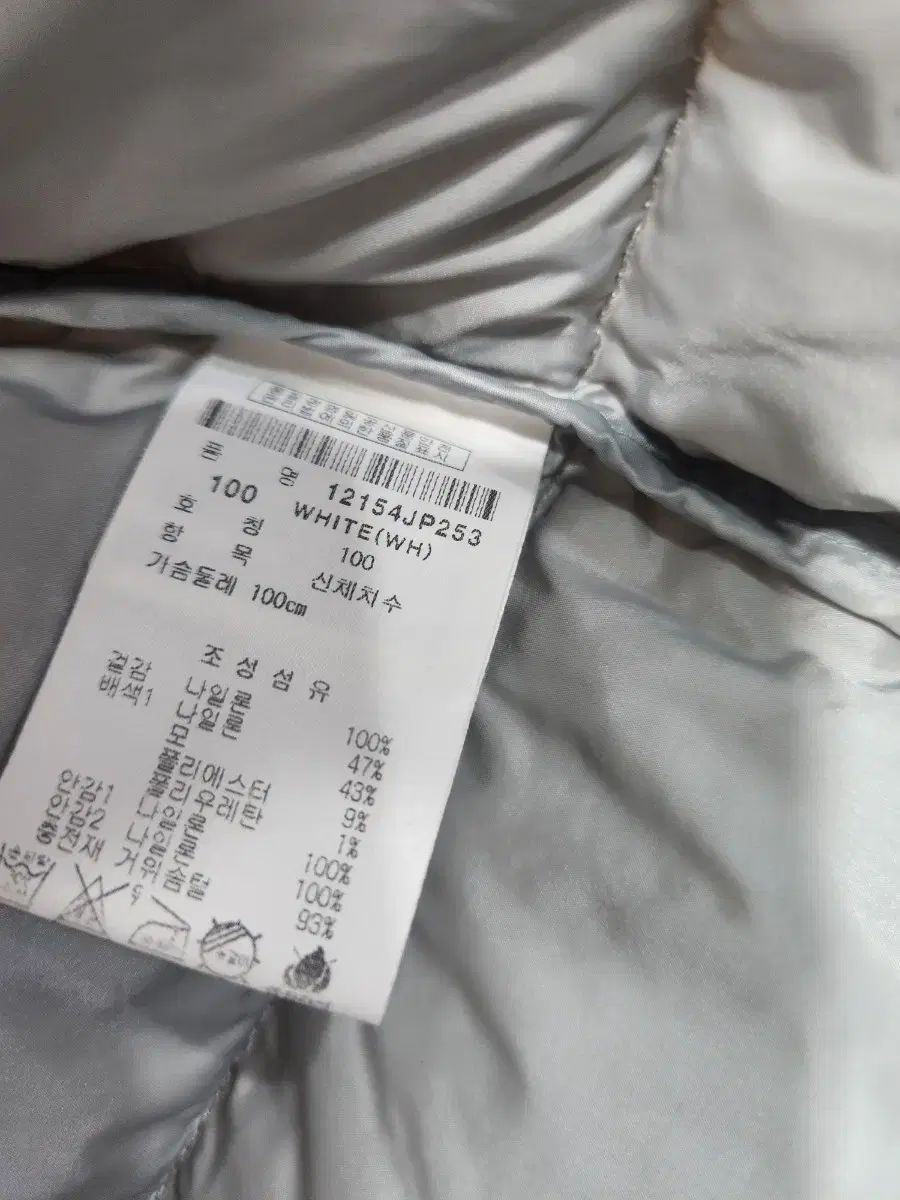 품 명 12154JP253
100 WHITE(WH)
호 칭 100
항 목 신체치수
가슴둘레 100cm
조 성 섬 유
겉감 나일론 100%
배색1 나일론 47%
모 43%
폴리에스터 9%
폴리우레탄 1%
안감1 나일론 100%
안감2 나일론 100%
충전재 거위솜털 93%